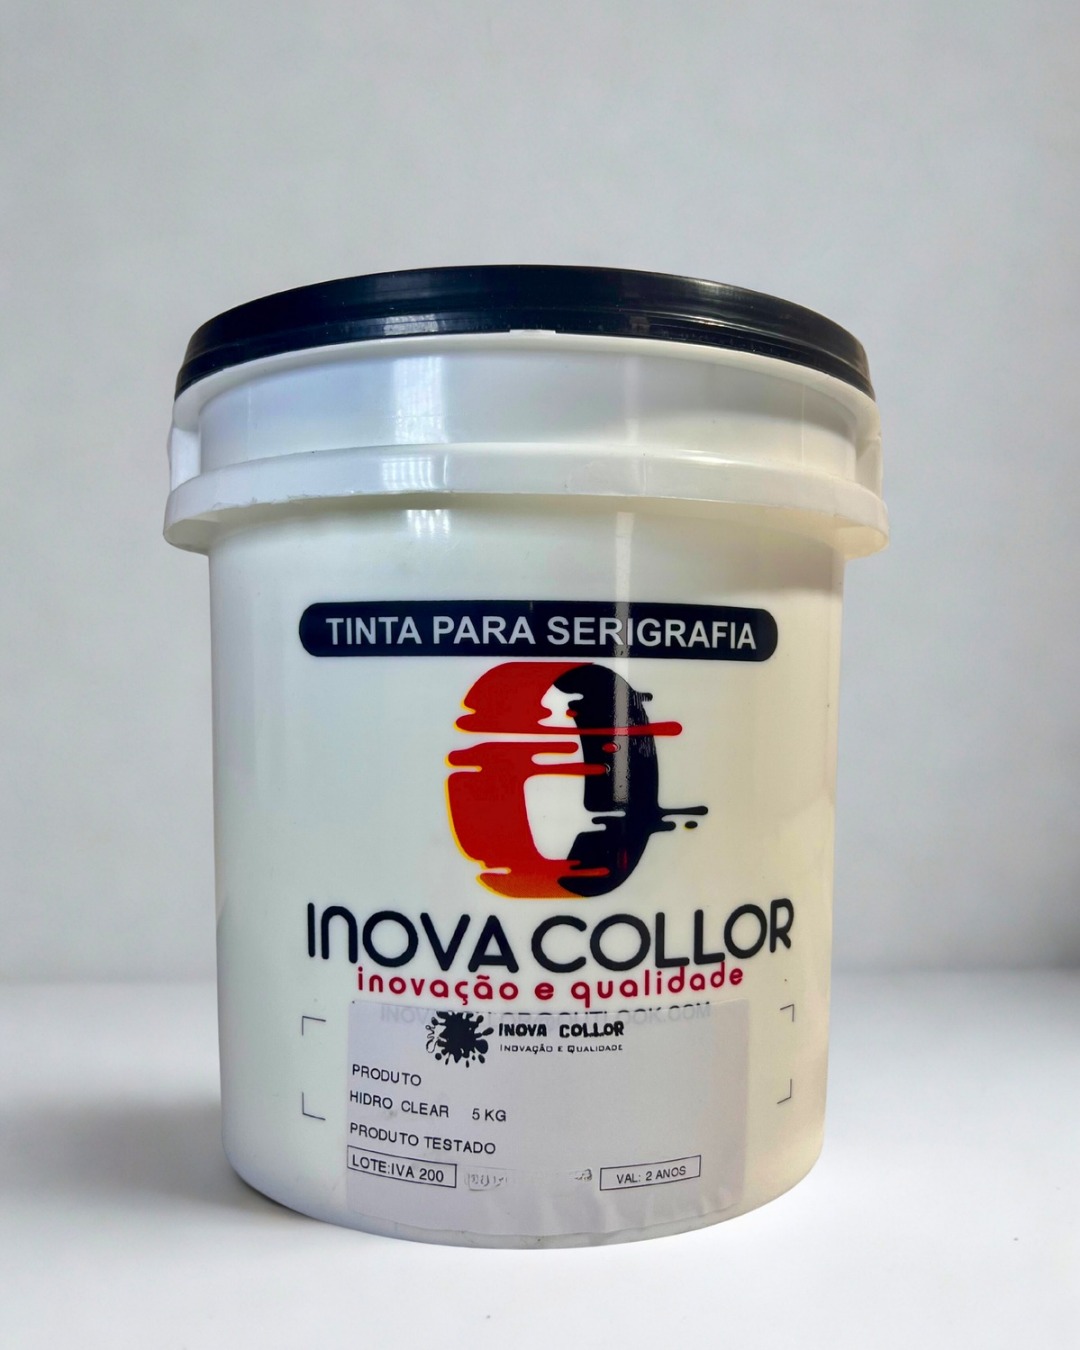 TINTA PARA SERIGRAFIA
INOVA COLLOR
inovação e qualidade
INOVA COLLOR
INOVAÇÃO E QUALIDADE
PRODUTO
HIDRO CLEAR 5 KG
PRODUTO TESTADO
LOTE:IVA 200
VAL: 2 ANOS